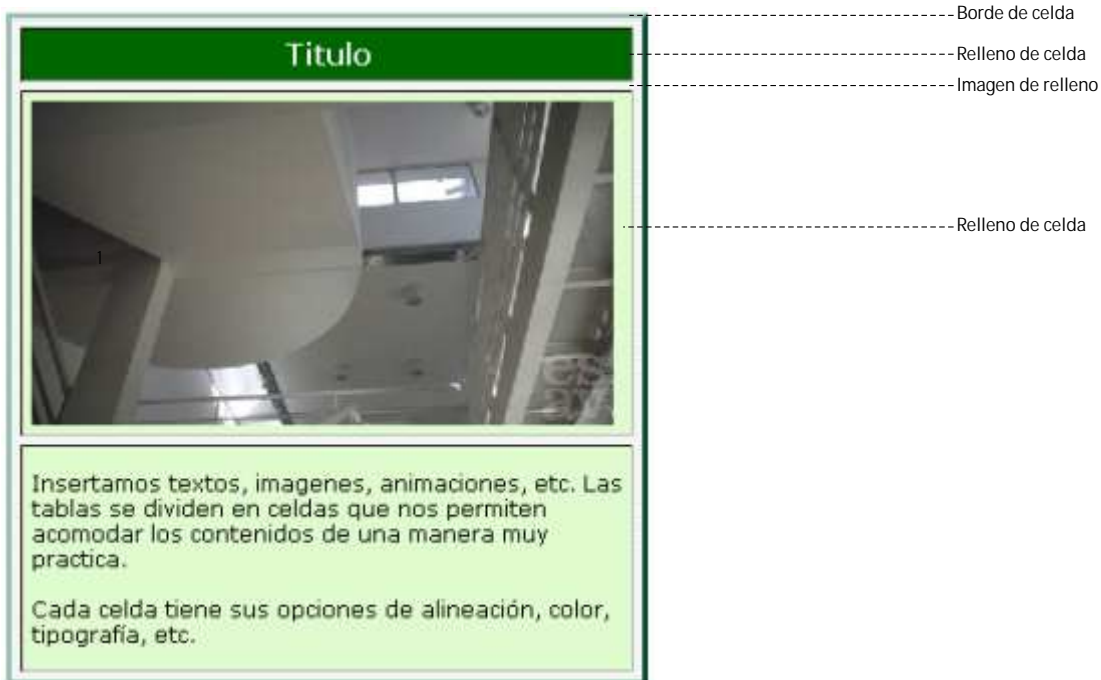 Borde de celda
Titulo
Relleno de celda
Imagen de relleno
Relleno de celda
1
Insertamos textos, imagenes, animaciones, etc. Las
tablas se dividen en celdas que nos permiten
acomodar los contenidos de una manera muy
practica.
Cada celda tiene sus opciones de alineación, color,
tipografía, etc.